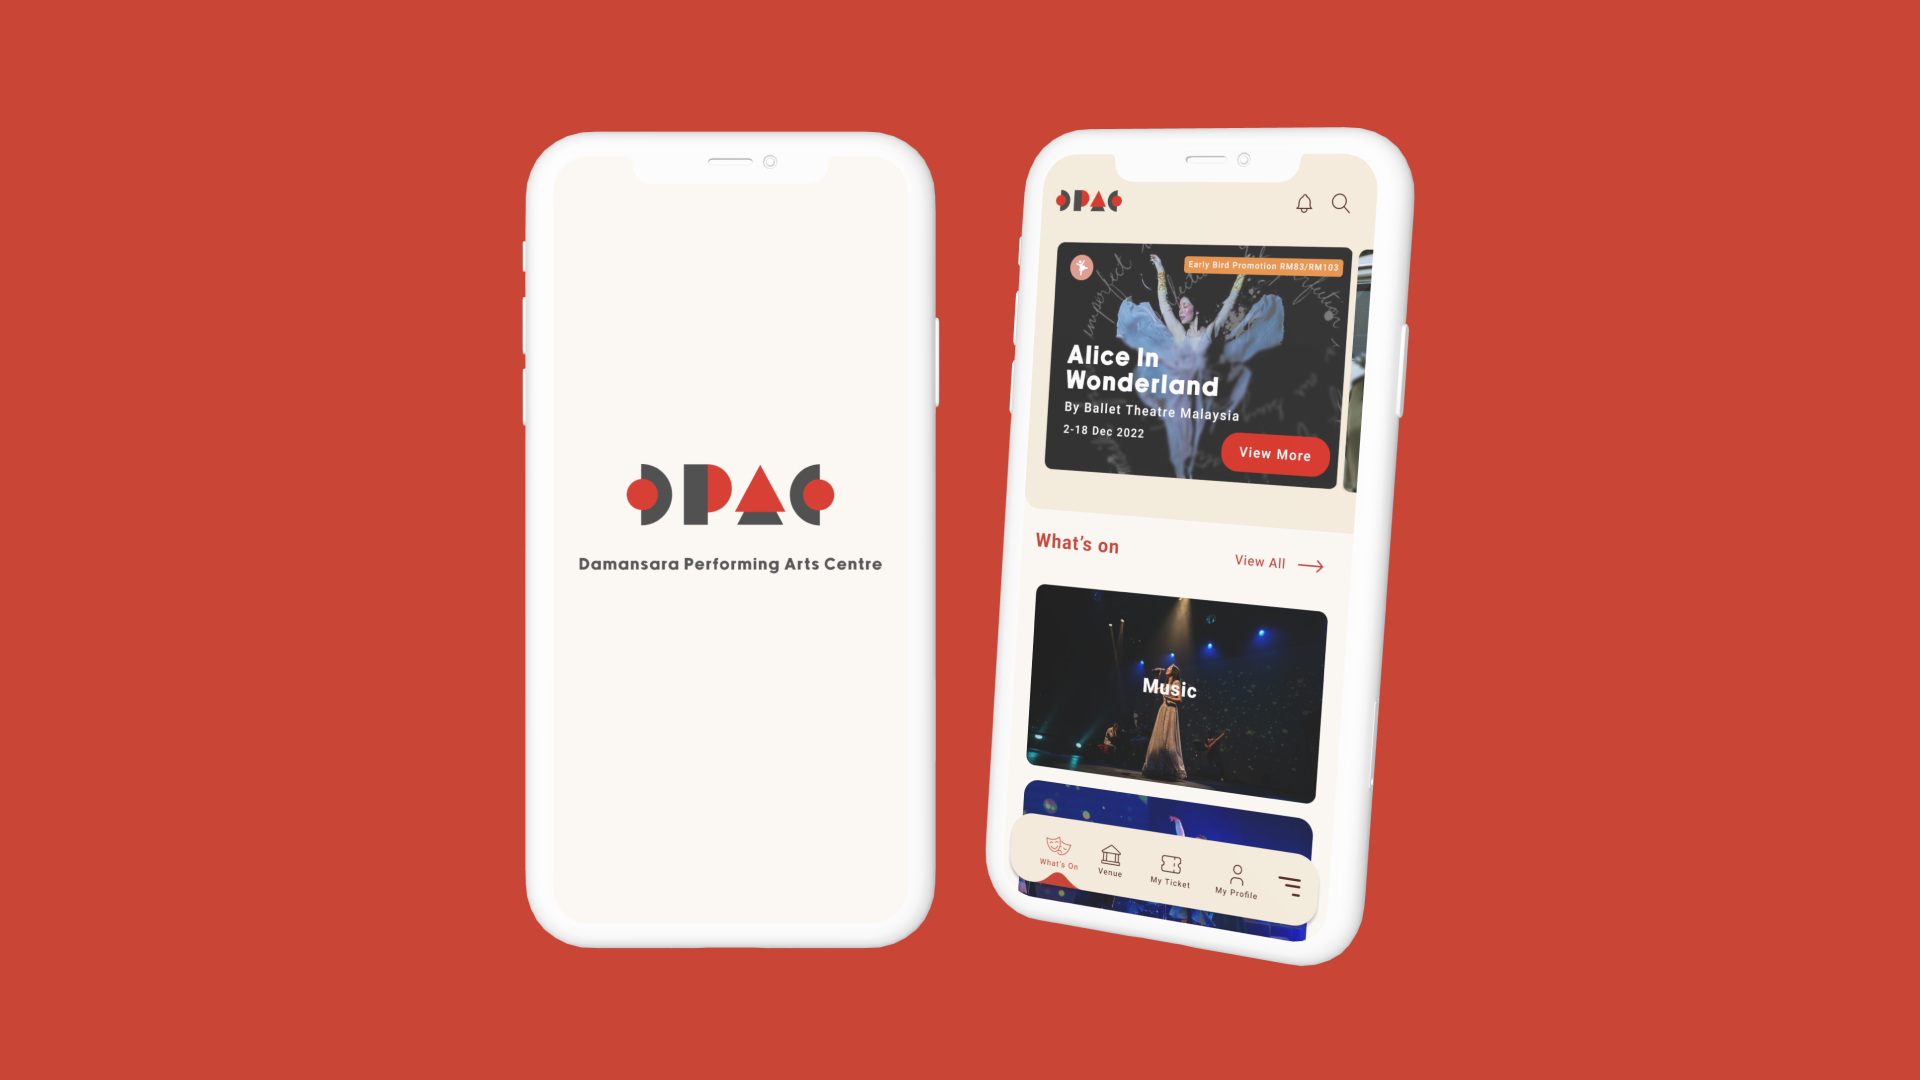 DPAC
Damansara Performing Arts Centre
DPAC
Early Bird Promotion RM83/RM103
imperfect
Alice In
Wonderland
By Ballet Theatre Malaysia
2-18 Dec 2022
View More
What's on
View All
Music
What's On
Venue
My Ticket
My Profile